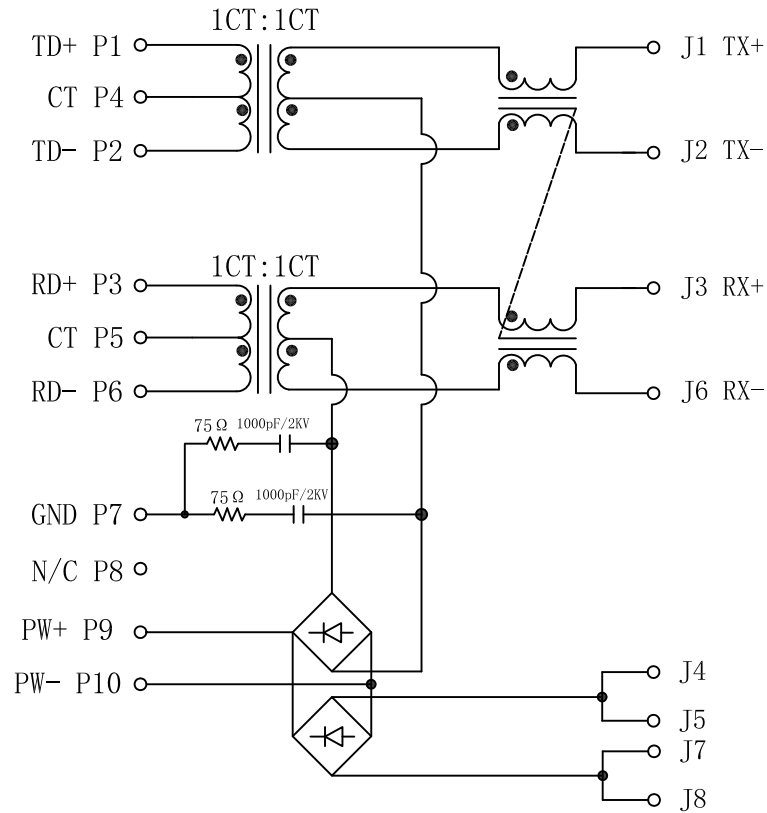 1CT:1CT
TD+ P1
J1 TX+
CT P4
TD- P2
J2 TX-
1CT:1CT
RD+ P3
J3 RX+
CT P5
RD- P6
J6 RX-
75Ω 1000pF/2KV
75Ω 1000pF/2KV
GND P7
N/C P8
PW+ P9
PW- P10
J4
J5
J7
J8